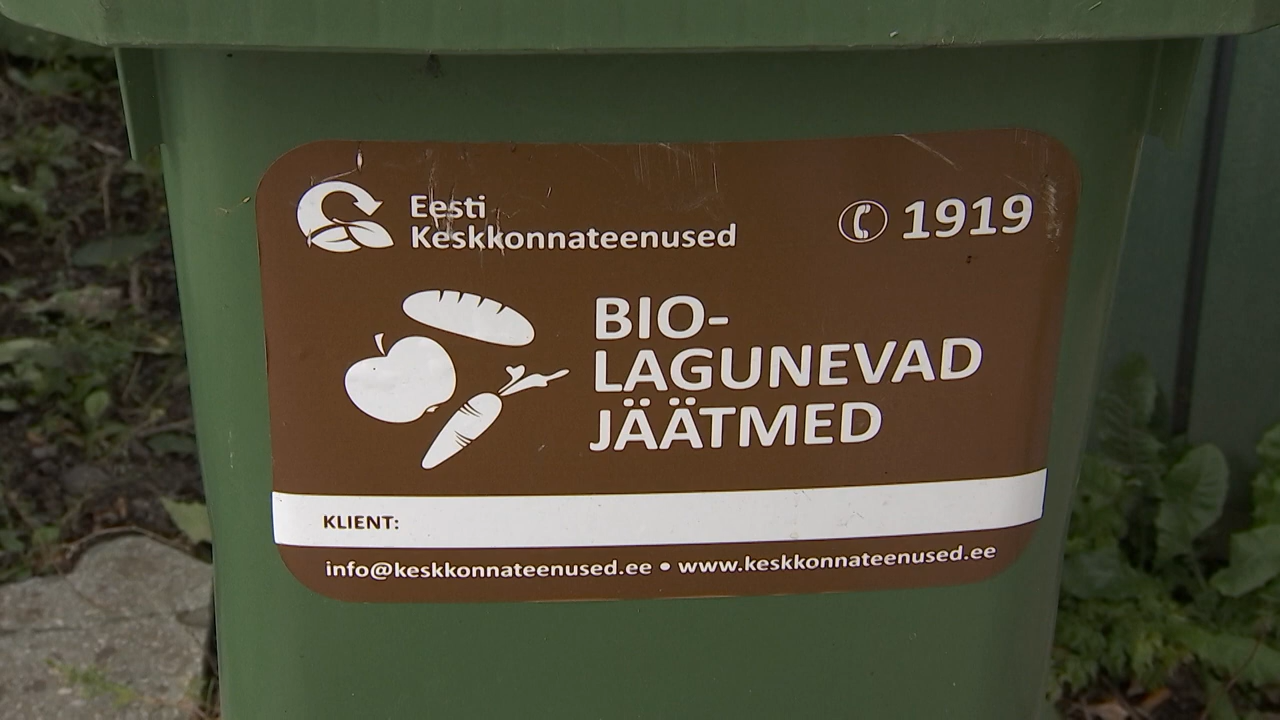 Eesti
Keskkonnateenused
1919
BIO-
LAGUNEVAD
JÄÄTMED
KLIENT:
info@keskkonnateenused.ee • www.keskkonnateenused.ee